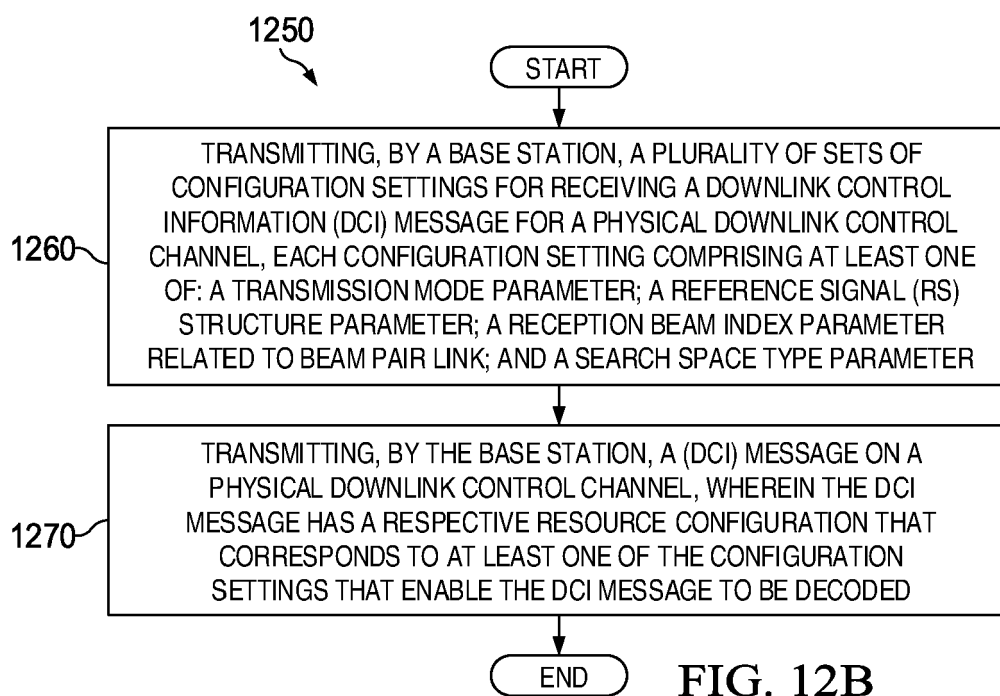 1250
START
TRANSMITTING, BY A BASE STATION, A PLURALITY OF SETS OF
CONFIGURATION SETTINGS FOR RECEIVING A DOWNLINK CONTROL
INFORMATION (DCI) MESSAGE FOR A PHYSICAL DOWNLINK CONTROL
CHANNEL, EACH CONFIGURATION SETTING COMPRISING AT LEAST ONE
OF: A TRANSMISSION MODE PARAMETER; A REFERENCE SIGNAL (RS)
STRUCTURE PARAMETER; A RECEPTION BEAM INDEX PARAMETER
RELATED TO BEAM PAIR LINK; AND A SEARCH SPACE TYPE PARAMETER
1260
TRANSMITTING, BY THE BASE STATION, A (DCI) MESSAGE ON A
PHYSICAL DOWNLINK CONTROL CHANNEL, WHEREIN THE DCI
MESSAGE HAS A RESPECTIVE RESOURCE CONFIGURATION THAT
CORRESPONDS TO AT LEAST ONE OF THE CONFIGURATION
SETTINGS THAT ENABLE THE DCI MESSAGE TO BE DECODED
1270
END
FIG. 12B